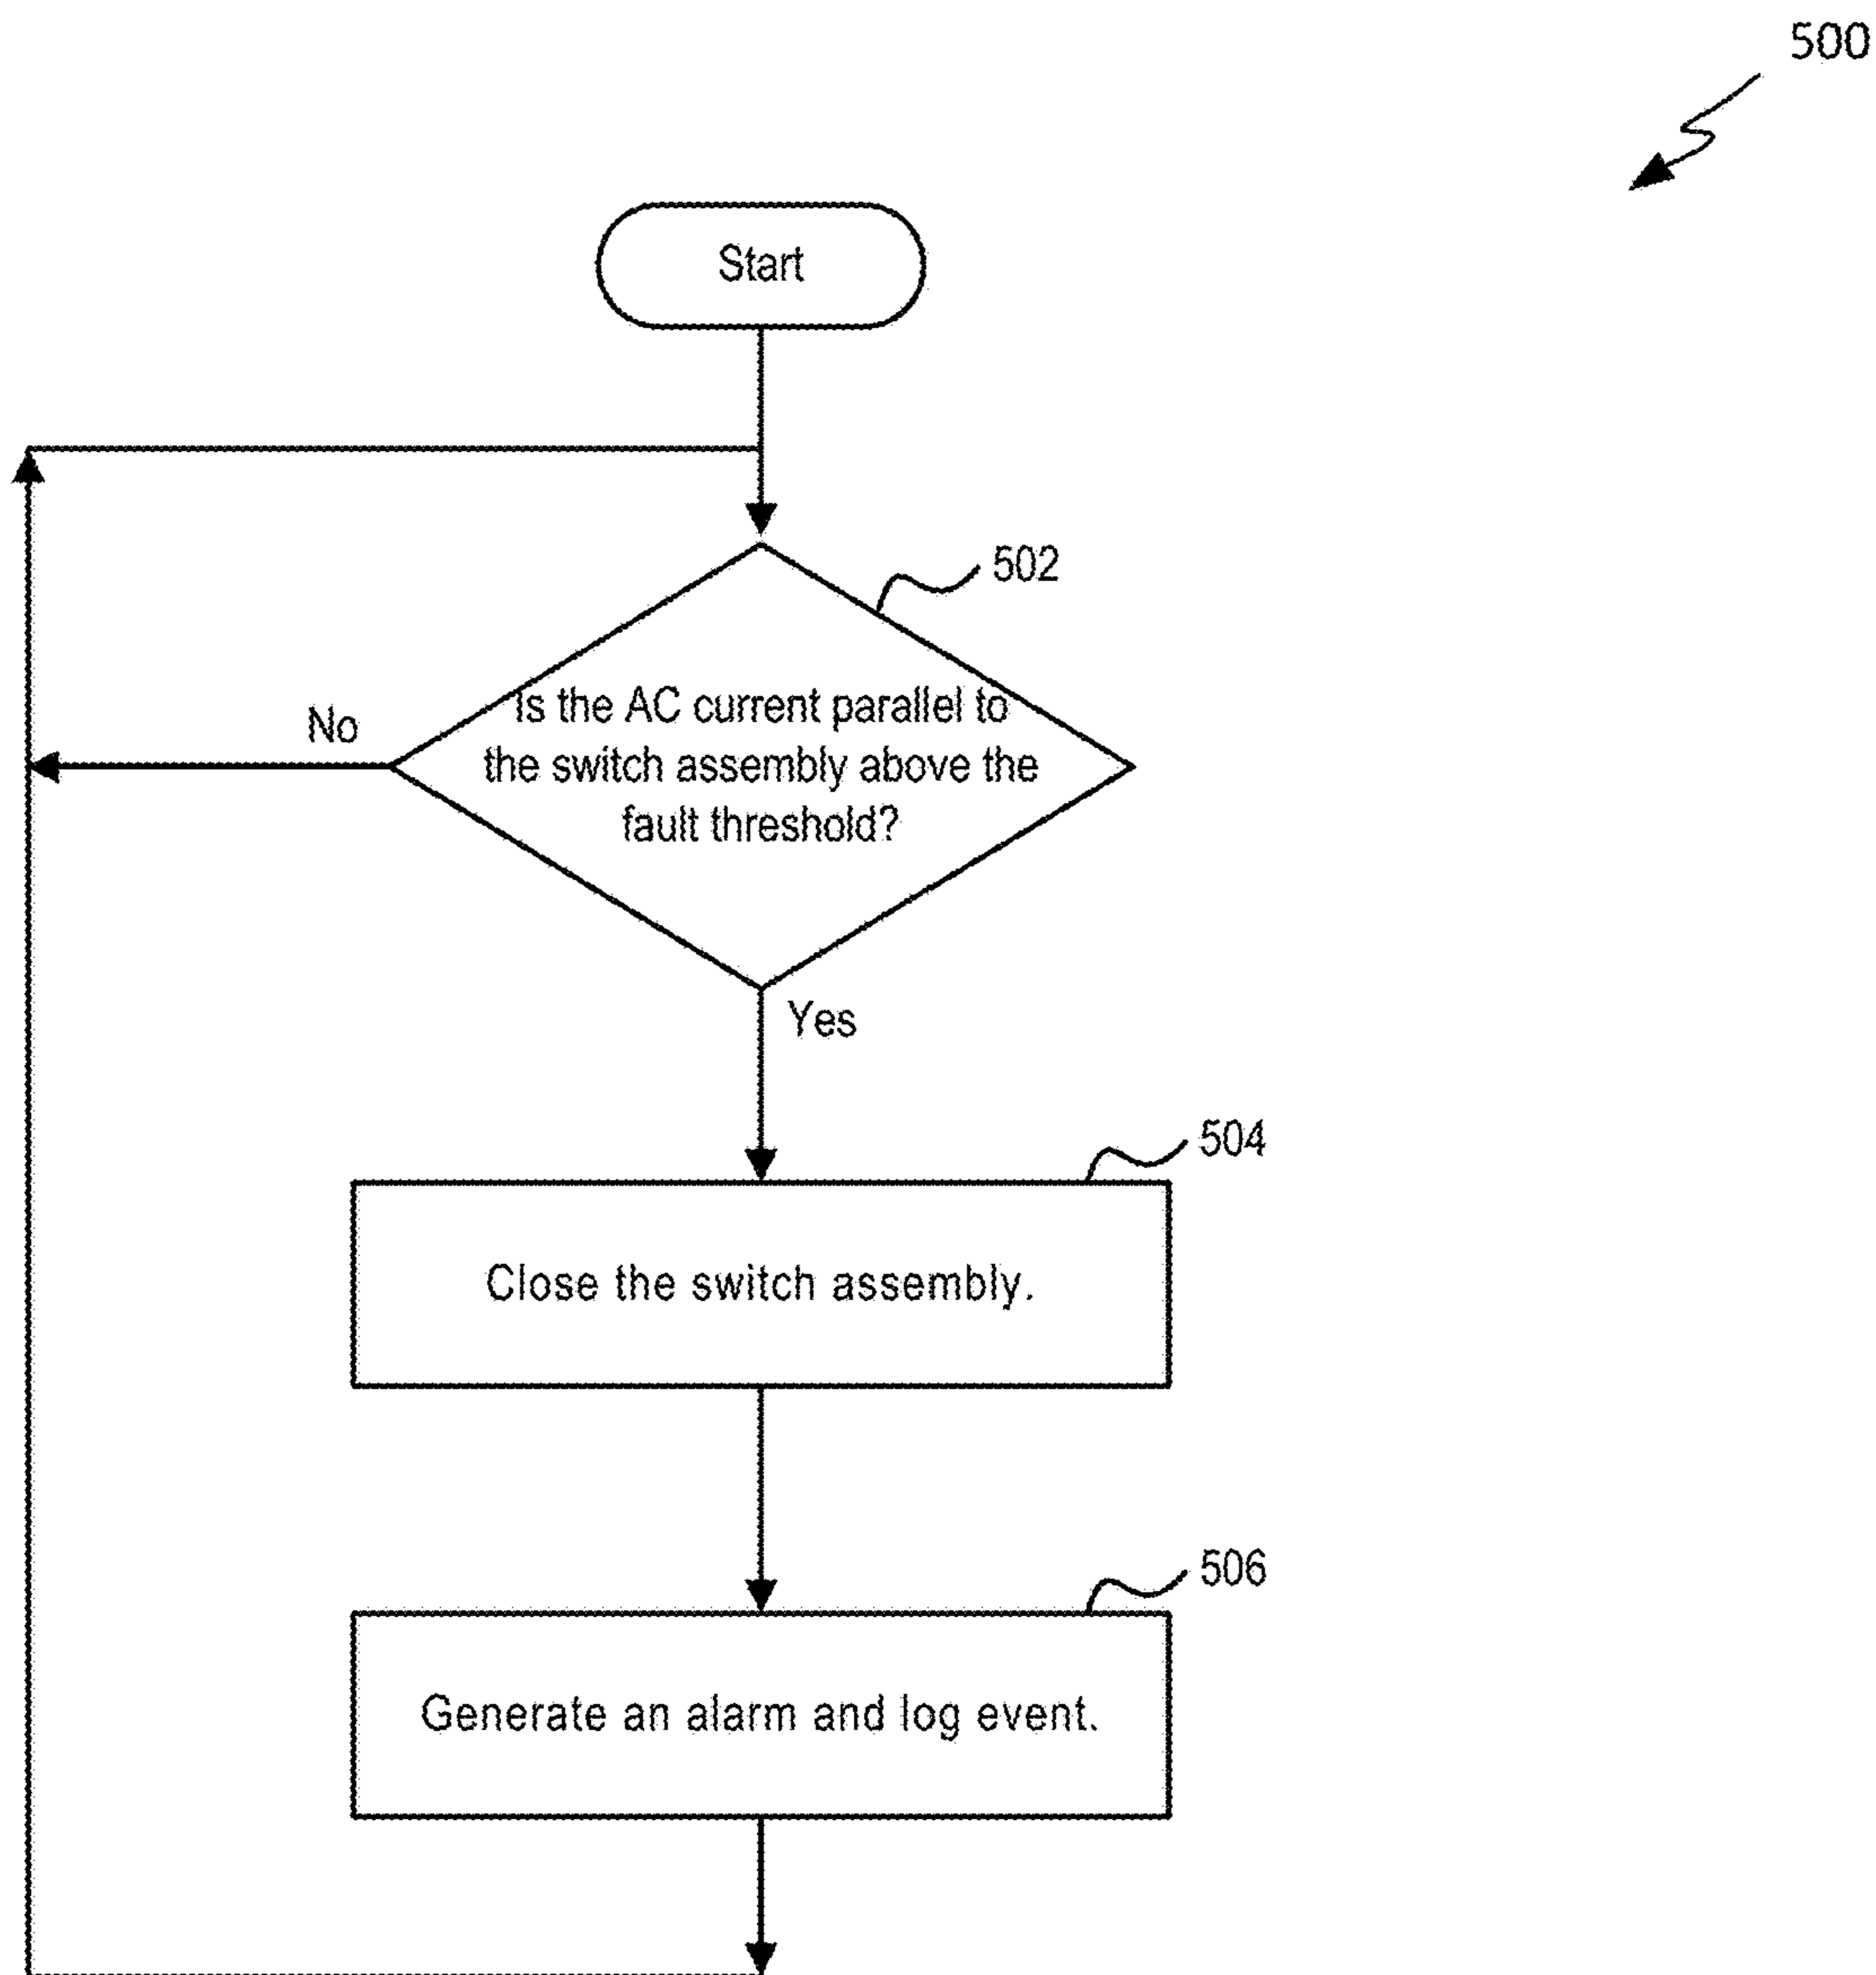 500
Start
502
Is the AC current parallel to
the switch assembly above the
fault threshold?
No
Yes
504
Close the switch assembly.
506
Generate an alarm and log event.